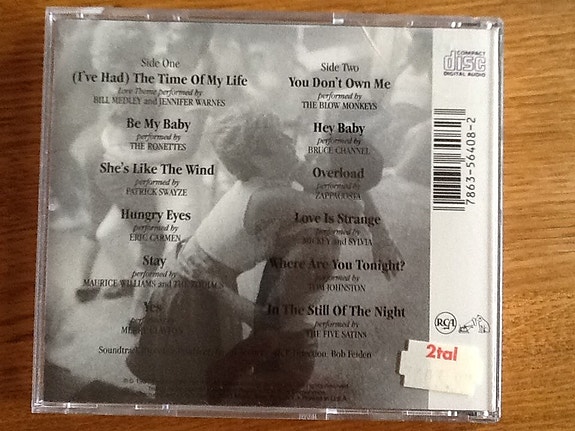 Side One
(I've Had) The Time Of My Life
Love Theme performed by
BILL MEDLEY and JENNIFER WARNES
Be My Baby
performed by
THE RONETTES
She's Like The Wind
performed by
PATRICK SWAYZE
Hungry Eyes
performed by
ERIC CARMEN
Stay
performed by
MAURICE WILLIAMS and THE
Yes
performed by
Side Two
You Don't Own Me
performed by
THE BLOW MONKEYS
Hey Baby
performed by
BRUCE CHANNEL
Overload
performed by
ZAPPACOSTA
Love Is Strange
performed by
MICKEY and SYLVIA
Where Are You Tonight?
performed by
TOM JOHNSTON
In The Still Of The Night
performed by
THE FIVE SATINS
Bob Feiden
COMPACT
disc
DIGITAL AUDIO
7863-56408-2
RCA
2tal